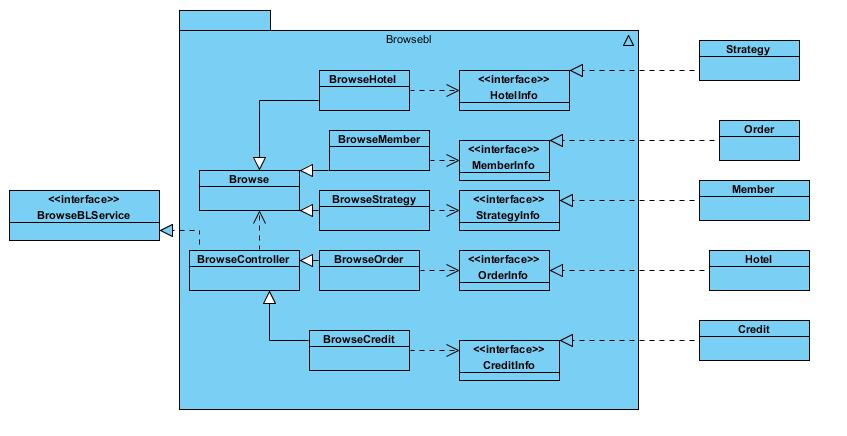 Browsebl
BrowseHotel
<<interface>>
HotelInfo
Strategy
BrowseMember
<<interface>>
MemberInfo
Order
Browse
BrowseStrategy
<<interface>>
StrategyInfo
Member
<<interface>>
BrowseBLService
BrowseController
BrowseOrder
<<interface>>
OrderInfo
Hotel
BrowseCredit
<<interface>>
CreditInfo
Credit